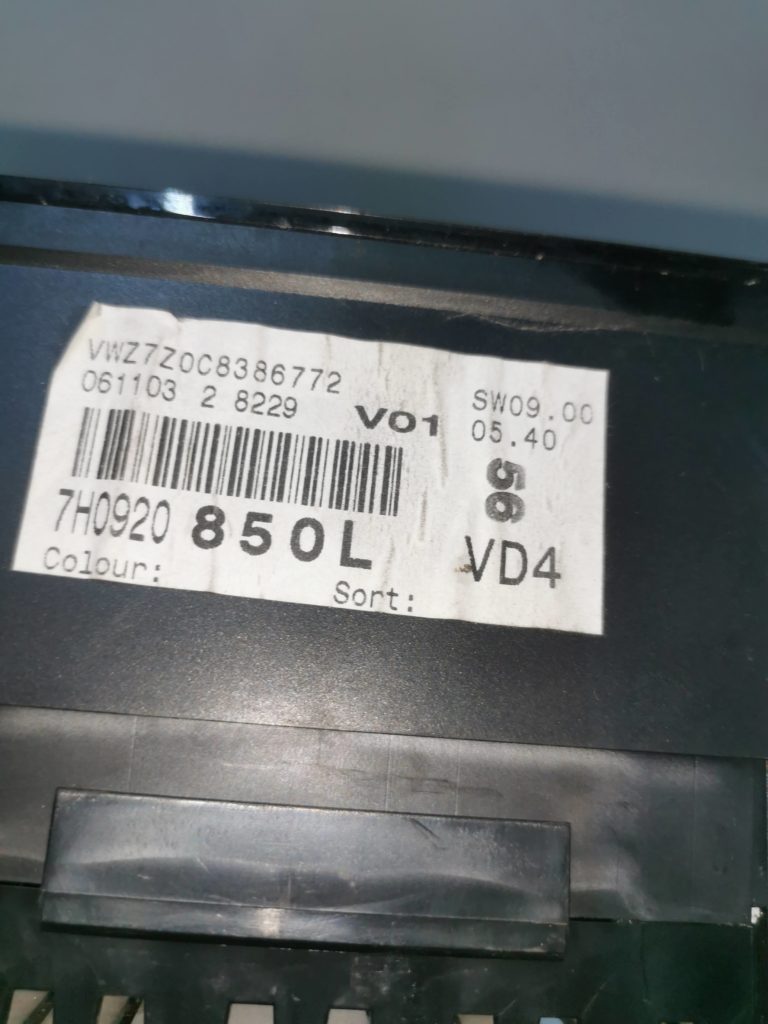 VWZ7Z0C8386772
061103 2 8229
V01
SW09.00
05.40
56
7H0920 850L
VD4
Colour:
Sort: